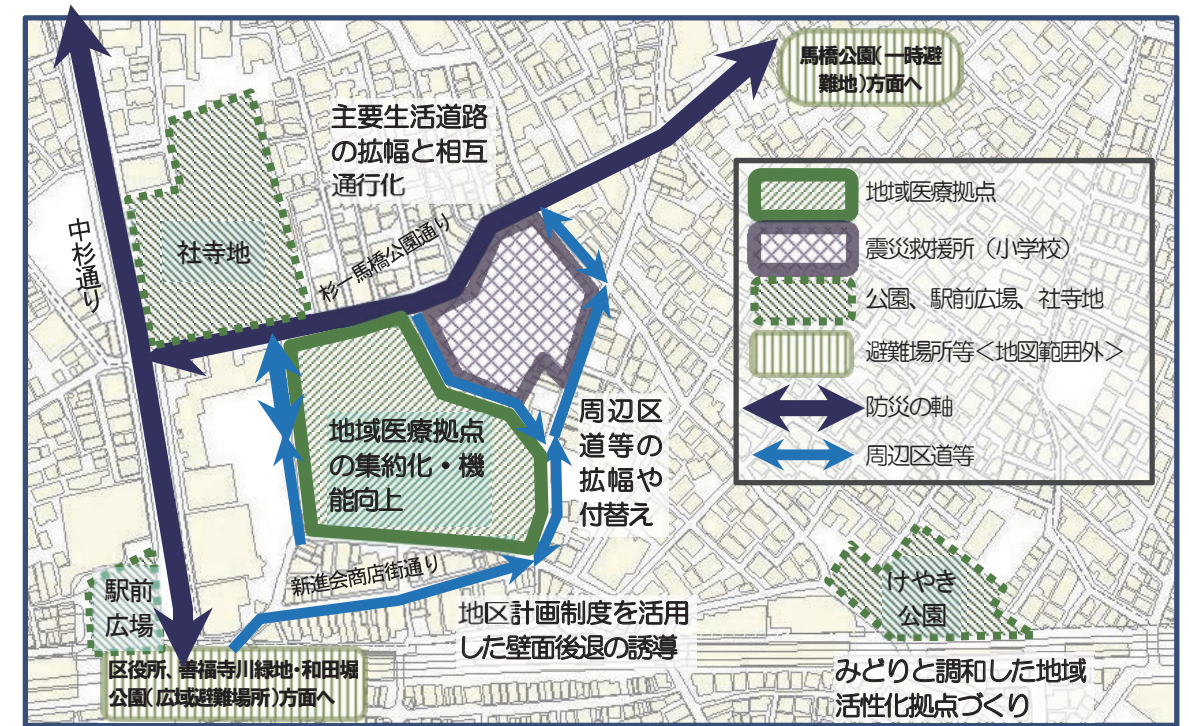 馬橋公園(一時避
難地)方面へ
主要生活道路
の拡幅と相互
通行化
中杉通り
社寺地
杉一馬橋公園通り
地域医療拠点
震災救援所（小学校）
公園、駅前広場、社寺地
避難場所等<地図範囲外>
防災の軸
周辺区道等
地域医療拠点
の集約化・機
能向上
周辺区
道等の
拡幅や
付替え
新進会商店街通り
地区計画制度を活用
した壁面後退の誘導
駅前
広場
区役所、善福寺川緑地・和田堀
公園(広域避難場所)方面へ
けやき
公園
みどりと調和した地域
活性化拠点づくり